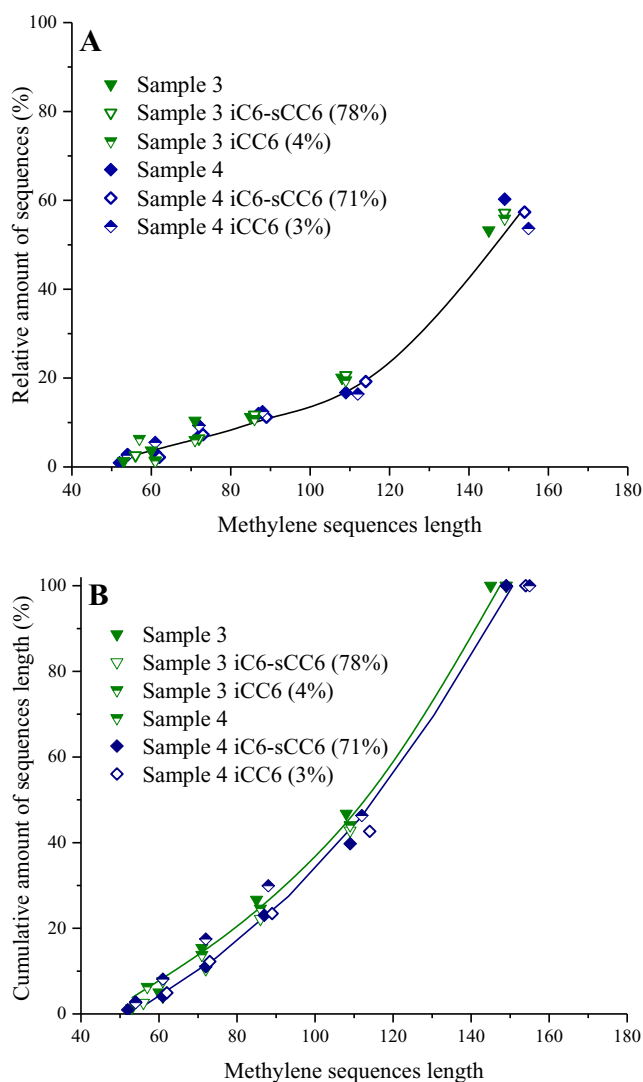 A
Relative amount of sequences (%)
100
80
60
40
20
0
Sample 3
Sample 3 iC6-sCC6 (78%)
Sample 3 iCC6 (4%)
Sample 4
Sample 4 iC6-sCC6 (71%)
Sample 4 iCC6 (3%)
40 60 80 100 120 140 160 180
Methylene sequences length
B
Cumulative amount of sequences length (%)
100
80
60
40
20
0
Sample 3
Sample 3 iC6-sCC6 (78%)
Sample 3 iCC6 (4%)
Sample 4
Sample 4 iC6-sCC6 (71%)
Sample 4 iCC6 (3%)
40 60 80 100 120 140 160 180
Methylene sequences length